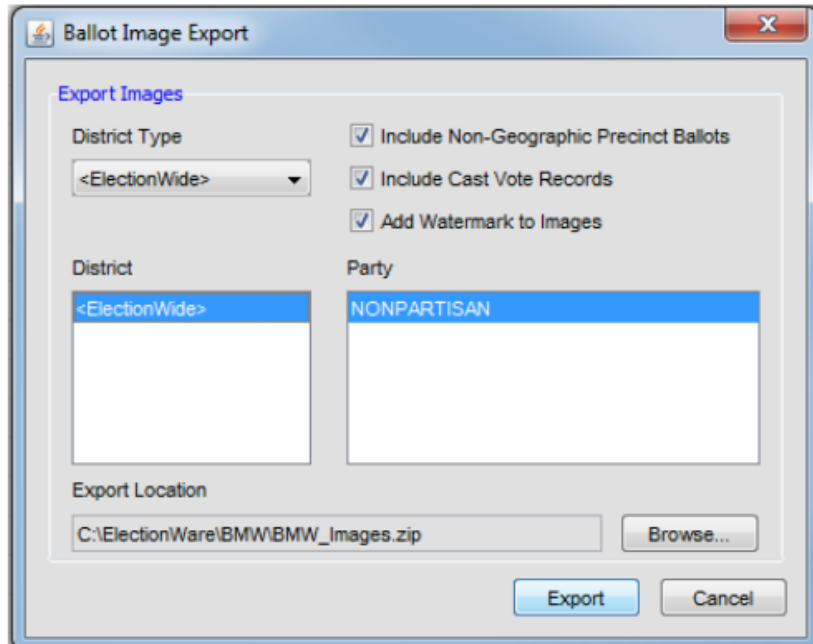 Ballot Image Export
Export Images
District Type
<ElectionWide>
Include Non-Geographic Precinct Ballots
Include Cast Vote Records
Add Watermark to Images
District
<ElectionWide>
Party
NONPARTISAN
Export Location
C:\ElectionWare\BMW\BMW_Images.zip
Browse...
Export
Cancel